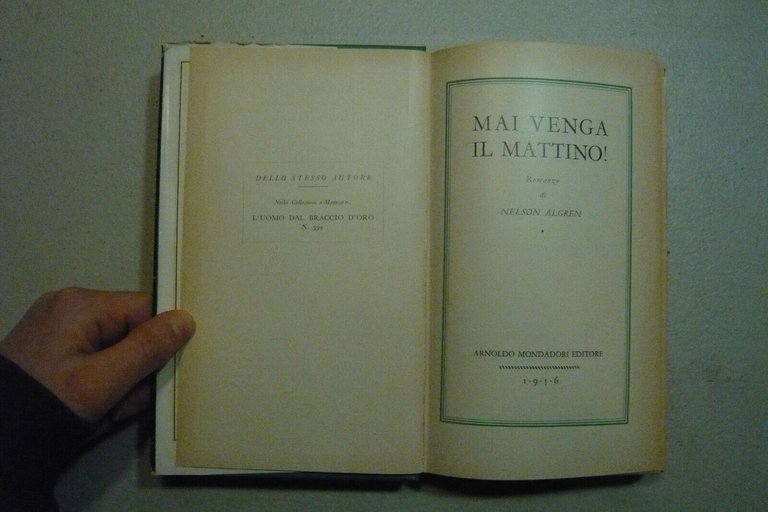 DELLO STESSO AUTORE
Nella Collezione « Medusa »:
L'UOMO DAL BRACCIO D'ORO
N. 332
MAI VENGA
IL MATTINO!
Romanzo
di
NELSON ALGREN
ARNOLDO MONDADORI EDITORE
1·9·5·6